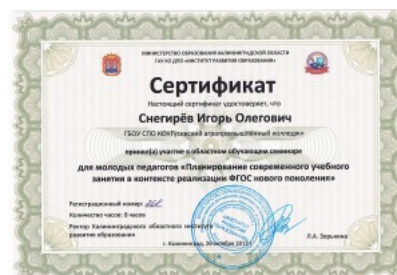 МИНИСТЕРСТВО ОБРАЗОВАНИЯ КАЛИНИНГРАДСКОЙ ОБЛАСТИ
ГАУ КО ДПО «ИНСТИТУТ РАЗВИТИЯ ОБРАЗОВАНИЯ»
Сертификат
Настоящий сертификат удостоверяет, что
Снегирёв Игорь Олегович
ГБОУ СПО КО «Гусевский агропромышленный колледж»
принял(а) участие в областном обучающем семинаре
для молодых педагогов «Планирование современного учебного
занятия в контексте реализации ФГОС нового поколения»
Регистрационный номер
Количество часов: 8 часов
Ректор Калининградского областного института
развития образования
Л.А. Зорькина
г. Калининград, октября